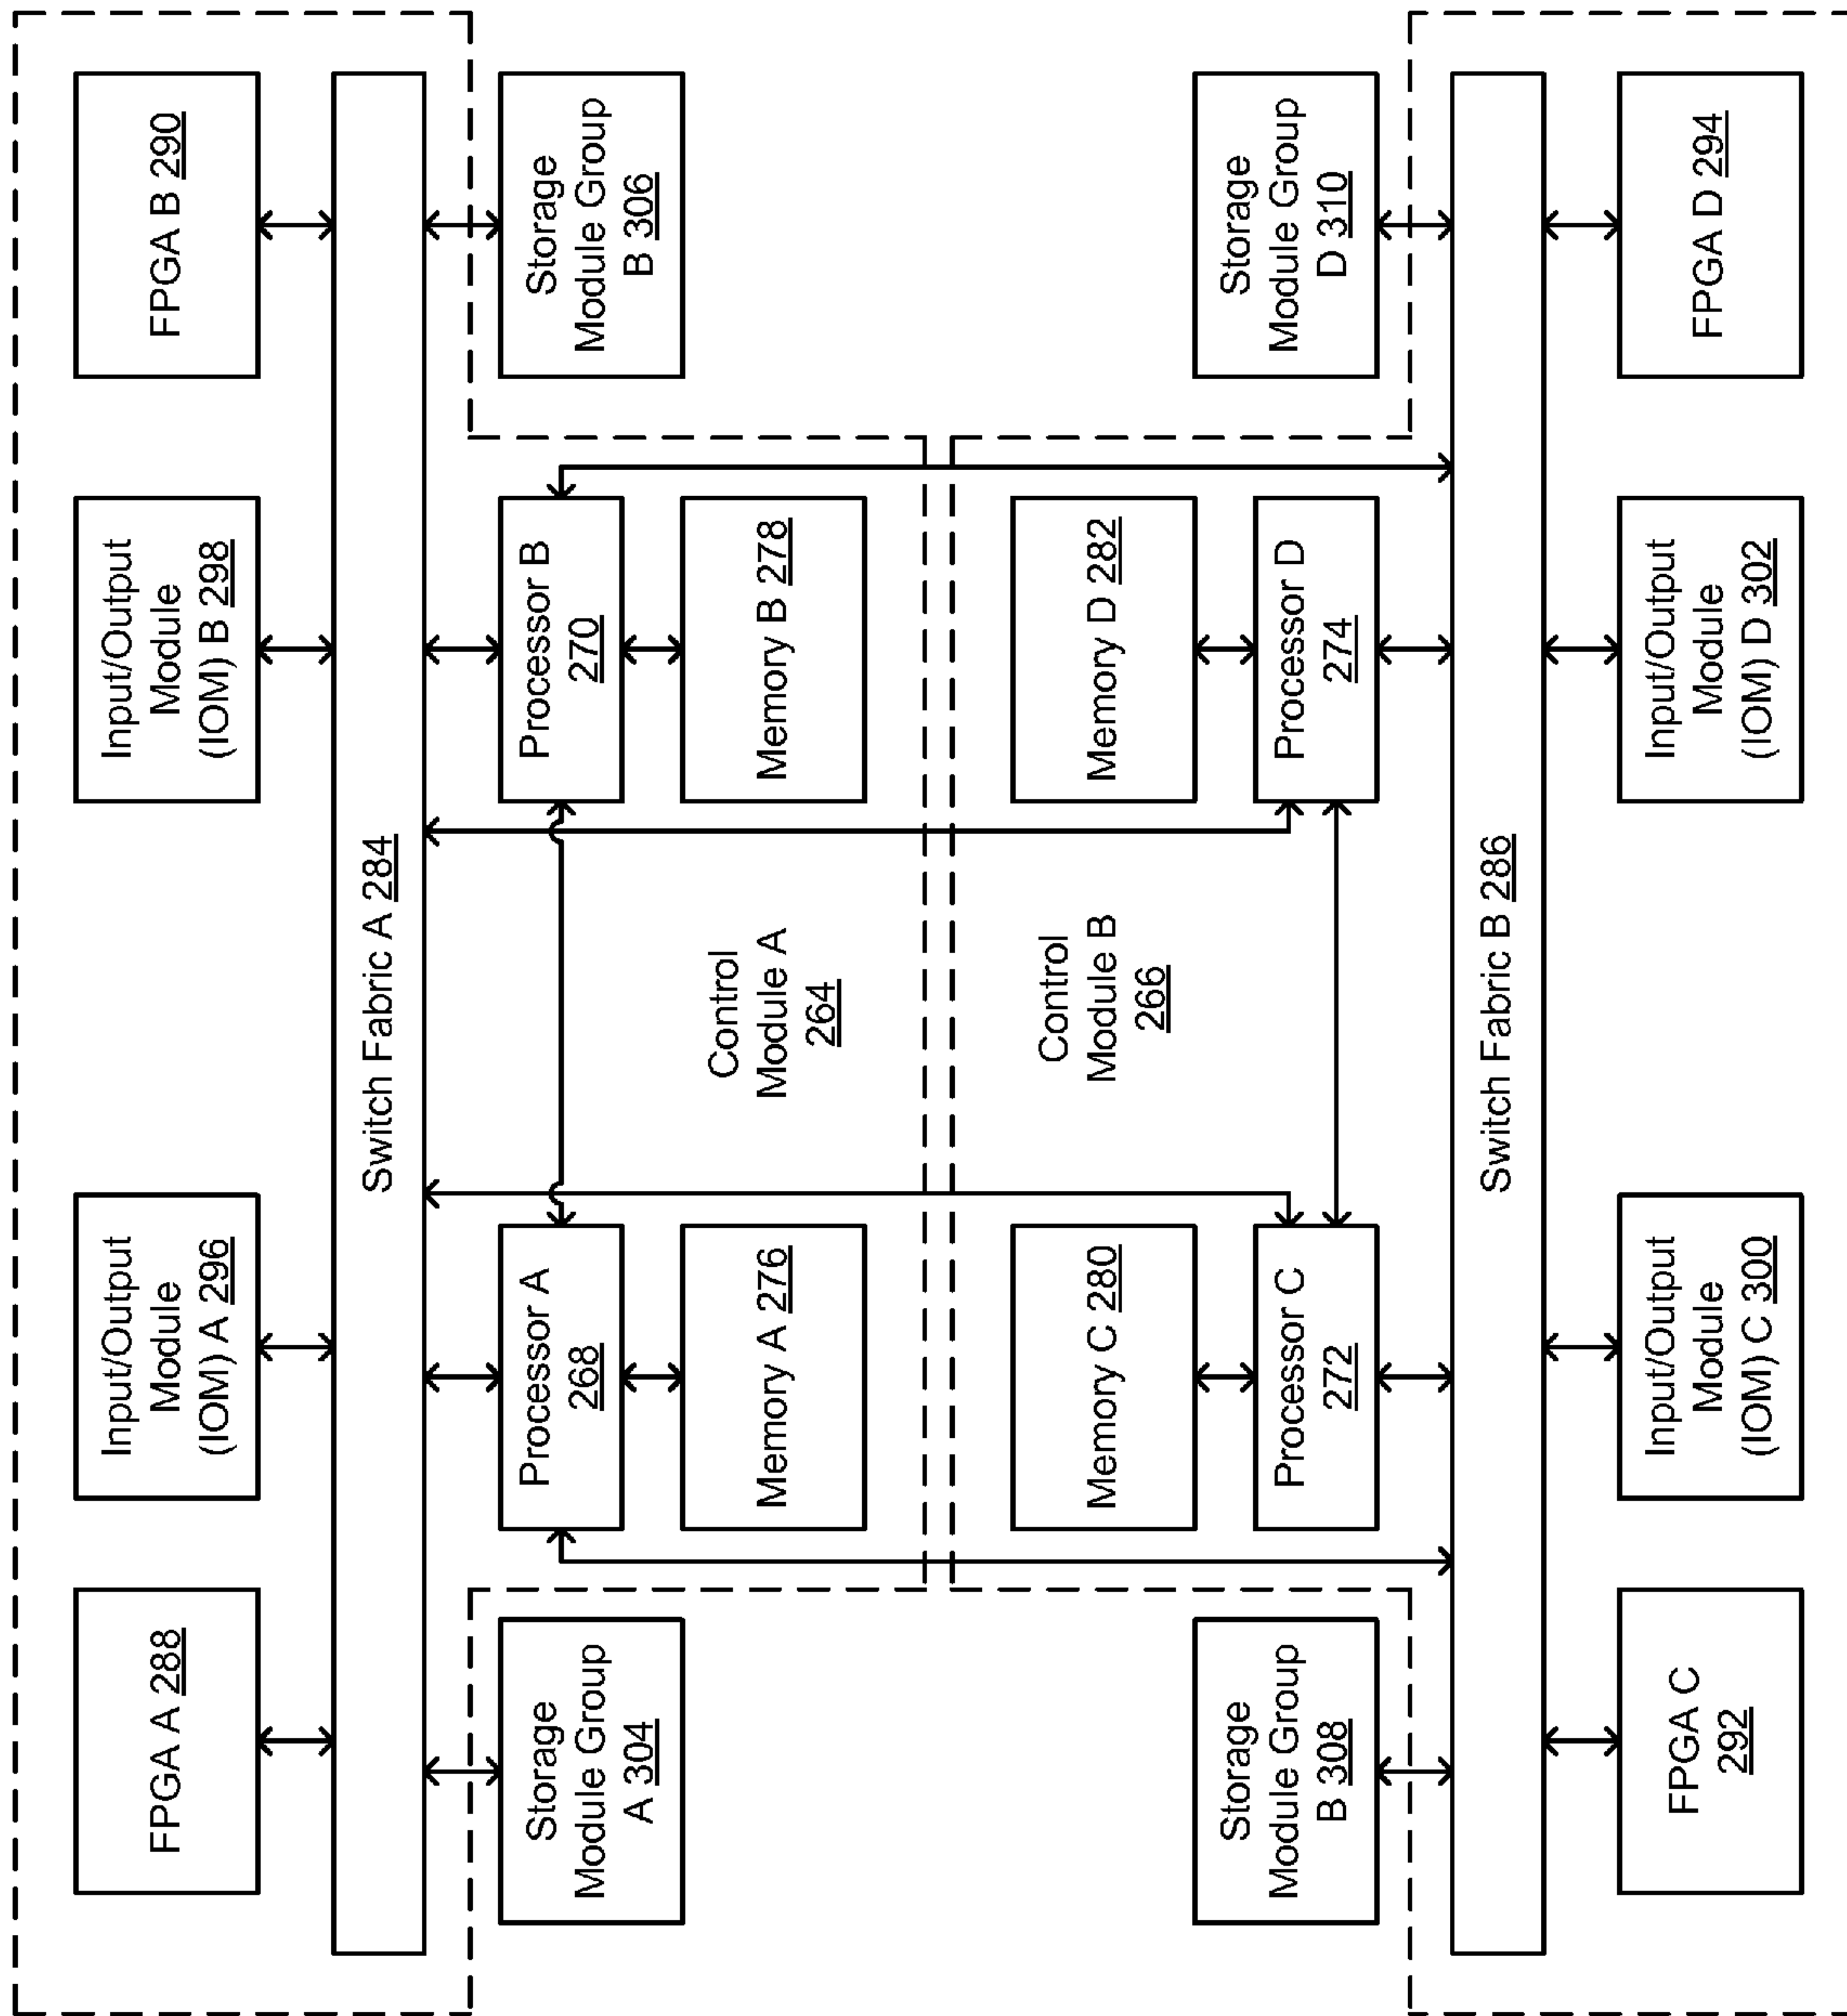 FPGA A 288
Input/Output
Module
(IOM) A 296
Input/Output
Module
(IOM) B 298
FPGA B 290
Switch Fabric A 284
Storage
Module Group
A 304
Processor A
268
Processor B
270
Storage
Module Group
B 306
Memory A 276
Control
Module A
264
Memory B 278
Memory C 280
Control
Module B
266
Memory D 282
Storage
Module Group
B 308
Processor C
272
Processor D
274
Storage
Module Group
D 310
Switch Fabric B 286
FPGA C
292
Input/Output
Module
(IOM) C 300
Input/Output
Module
(IOM) D 302
FPGA D 294